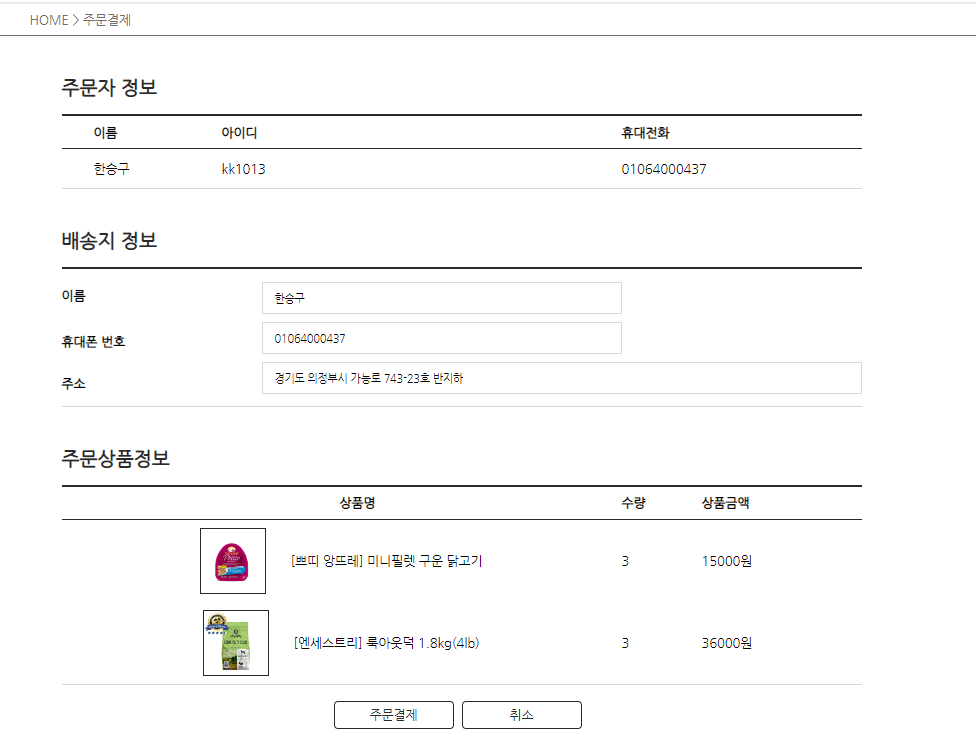 HOME > 주문결제
주문자 정보
이름 아이디 휴대전화
한승구 kk1013 01064000437
배송지 정보
이름 한승구
휴대폰 번호 01064000437
주소 경기도 의정부시 가능로 743-23호 반지하
주문상품정보
상품명 수량 상품금액
[쁘띠 앙뜨레] 미니필렛 구운 닭고기 3 15000원
[엔세스트리] 룩아웃덕 1.8kg(4lb) 3 36000원
주문결제 취소